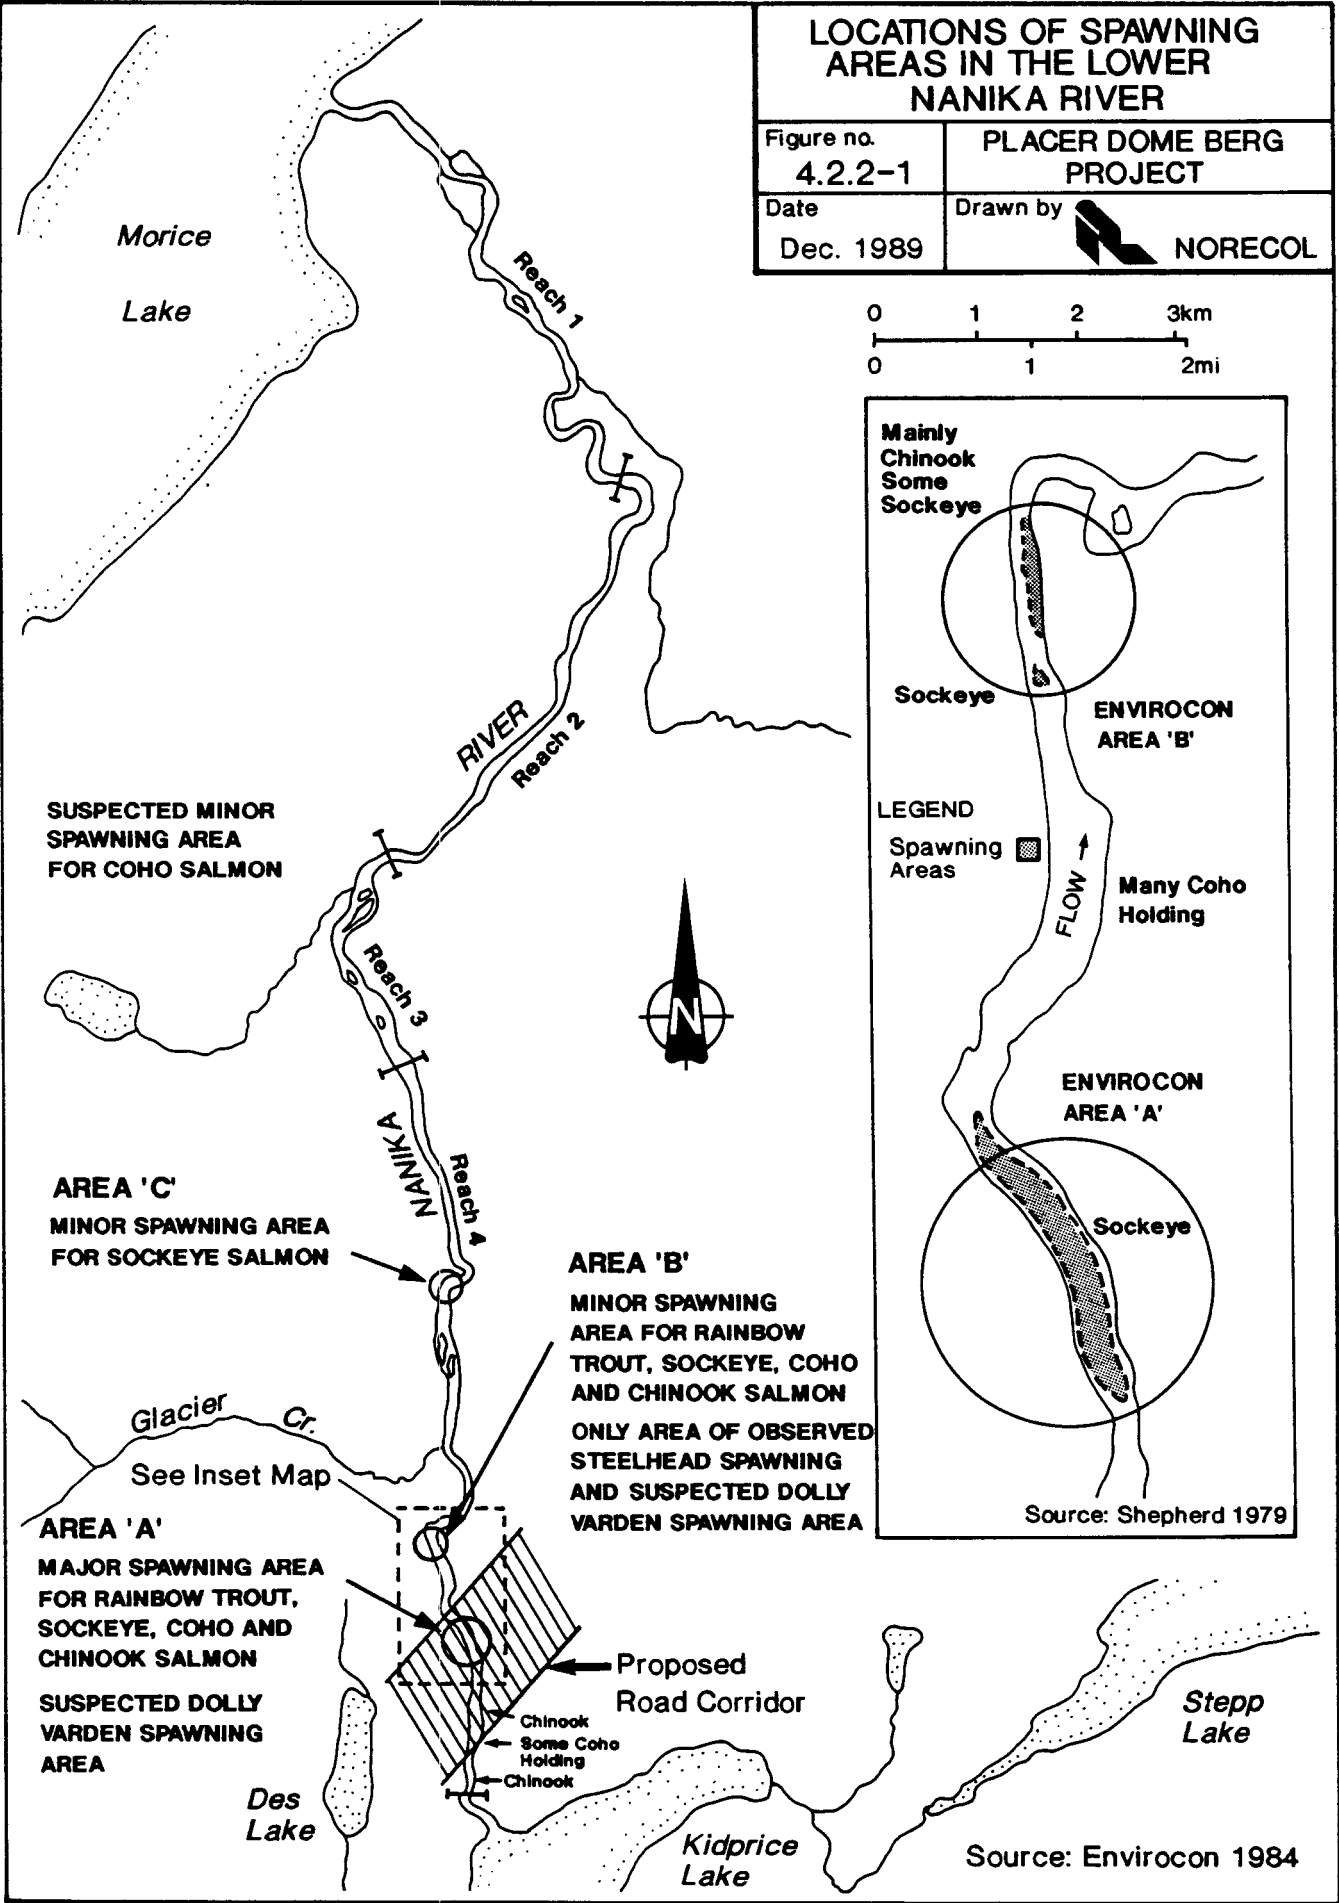 LOCATIONS OF SPAWNING
AREAS IN THE LOWER
NANIKA RIVER
Figure no.
4.2.2-1
PLACER DOME BERG
PROJECT
Date
Dec. 1989
Drawn by
NORECOL
0 1 2 3km
0 1 2mi
Morice
Lake
Reach 1
RIVER
Reach 2
SUSPECTED MINOR
SPAWNING AREA
FOR COHO SALMON
Reach 3
N
NANIKA
Reach 4
AREA 'C'
MINOR SPAWNING AREA
FOR SOCKEYE SALMON
AREA 'B'
MINOR SPAWNING
AREA FOR RAINBOW
TROUT, SOCKEYE, COHO
AND CHINOOK SALMON
ONLY AREA OF OBSERVED
STEELHEAD SPAWNING
AND SUSPECTED DOLLY
VARDEN SPAWNING AREA
Glacier Cr.
See Inset Map
AREA 'A'
MAJOR SPAWNING AREA
FOR RAINBOW TROUT,
SOCKEYE, COHO AND
CHINOOK SALMON
SUSPECTED DOLLY
VARDEN SPAWNING
AREA
Proposed
Road Corridor
Chinook
Some Coho
Holding
Chinook
Des
Lake
Kidprice
Lake
Stepp
Lake
Source: Envirocon 1984
Mainly
Chinook
Some
Sockeye
Sockeye
ENVIROCON
AREA 'B'
LEGEND
Spawning
Areas
FLOW
Many Coho
Holding
ENVIROCON
AREA 'A'
Sockeye
Source: Shepherd 1979